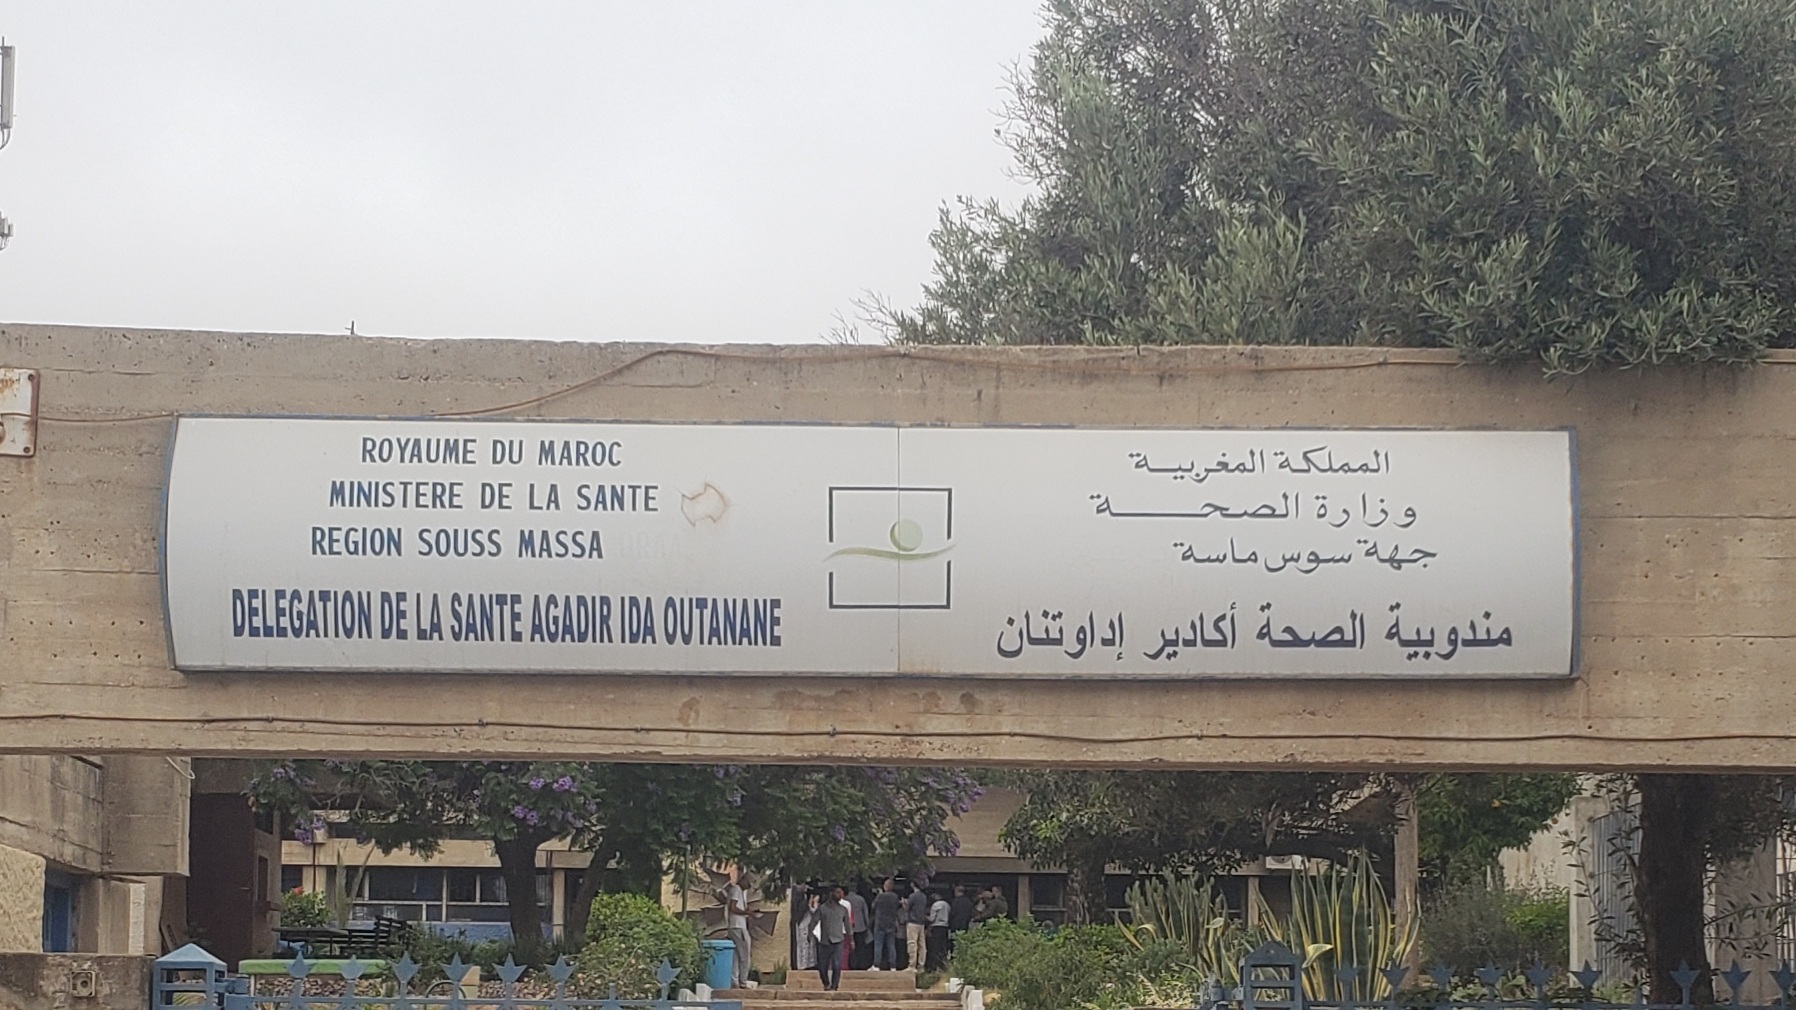 ROYAUME DU MAROC
MINISTERE DE LA SANTE
REGION SOUSS MASSA
DELEGATION DE LA SANTE AGADIR IDA OUTANANE
المملكة المغربية
وزارة الصحة
جهة سوس ماسة
مندوبية الصحة أكادير إداوتنان